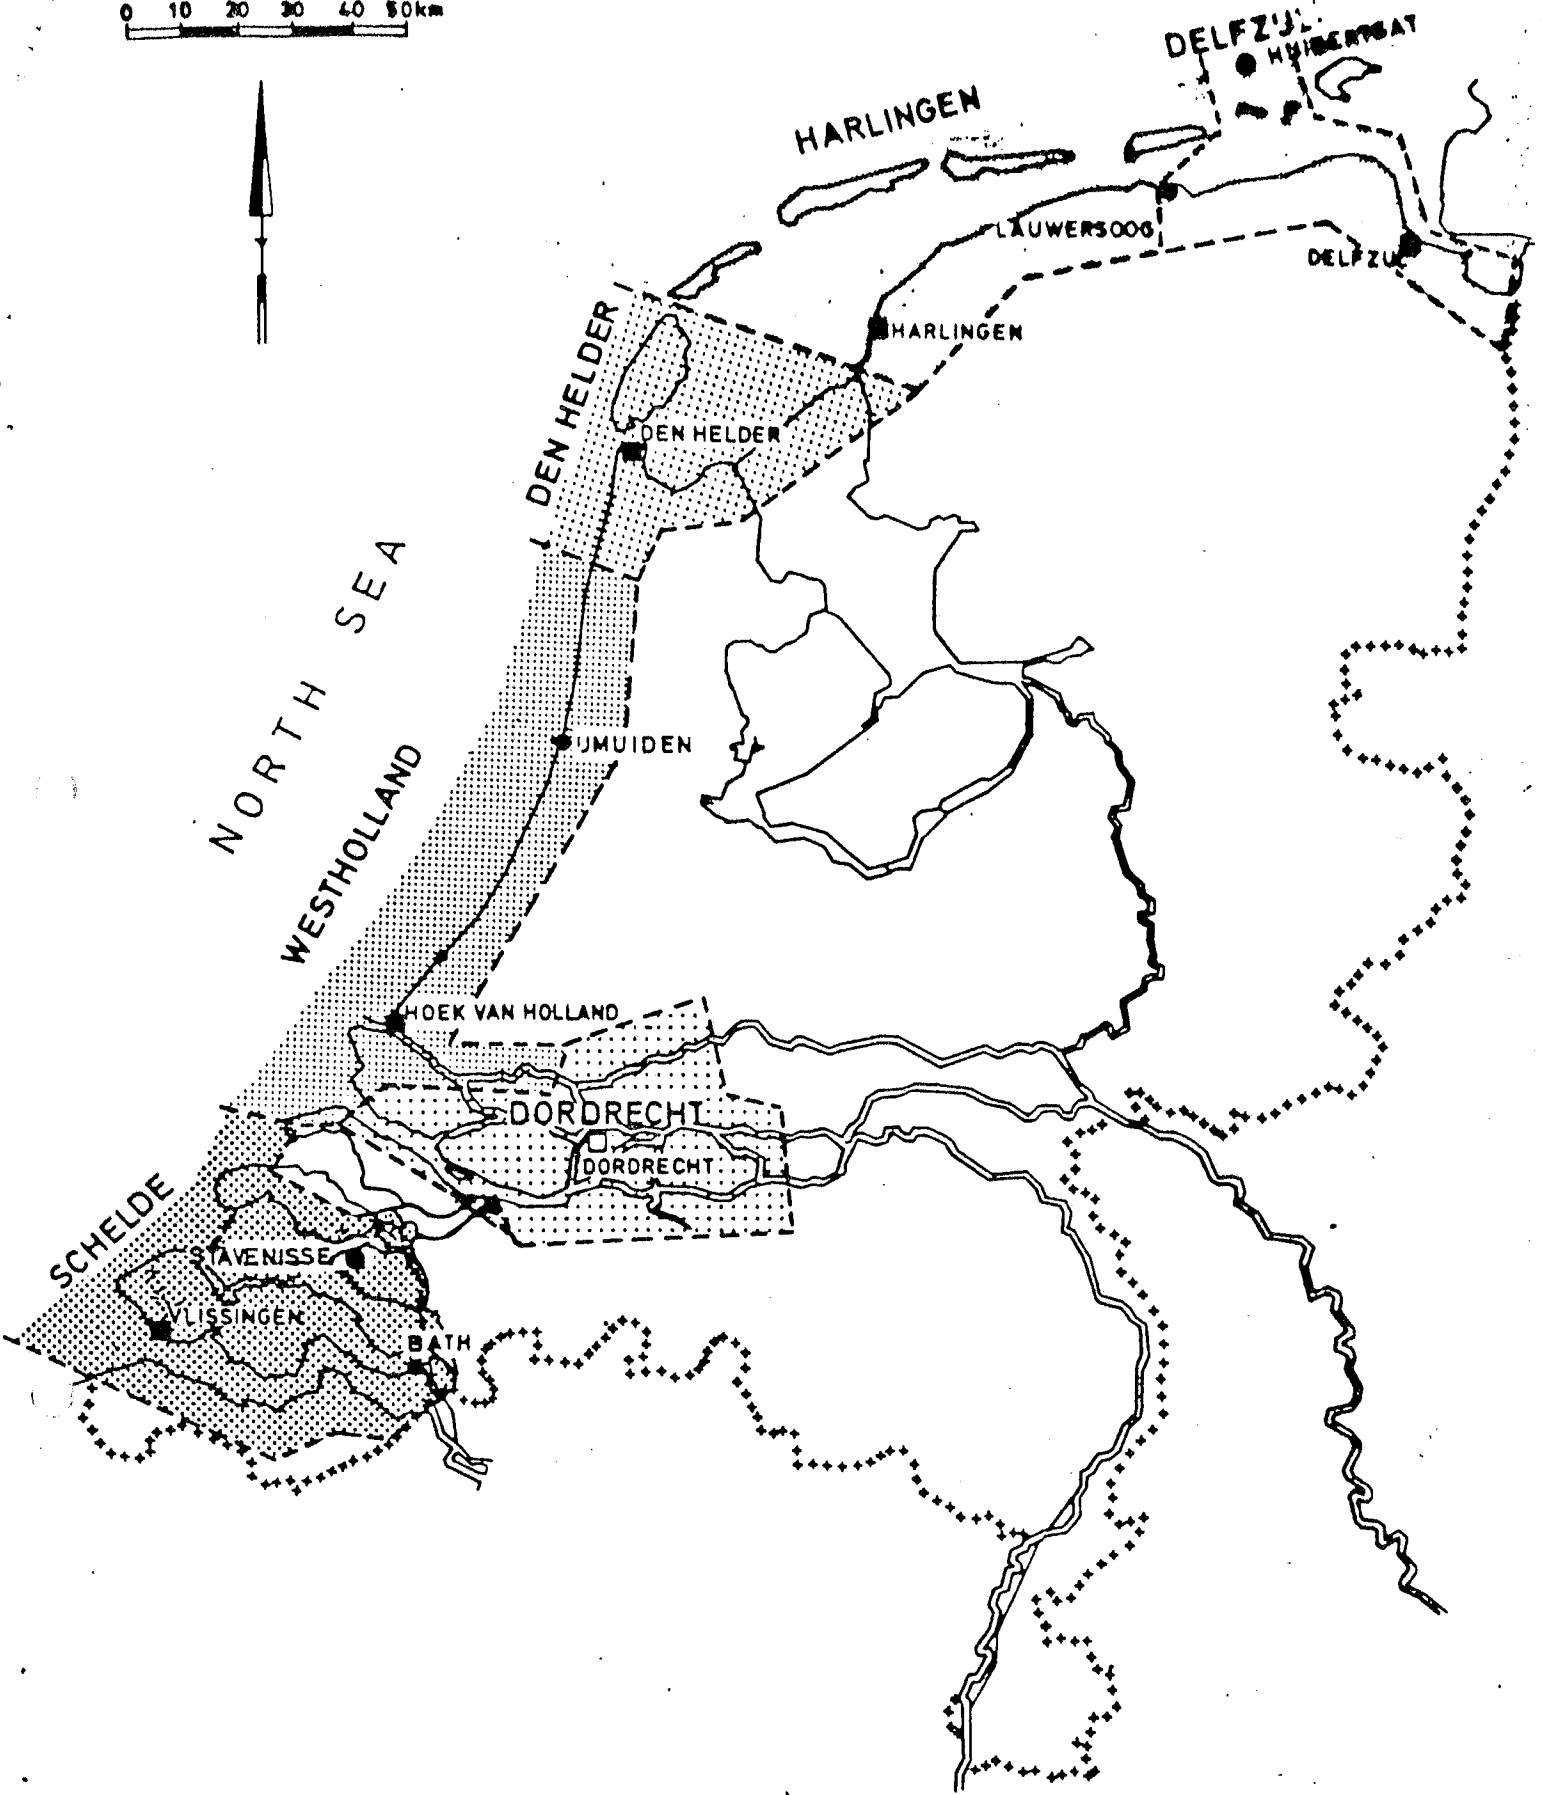 0 10 20 30 40 50km
DELFZIJL
HUIBERTGAT
HARLINGEN
LAUWERSOOG
DELFZIJL
HARLINGEN
DEN HELDER
DEN HELDER
NORTH SEA
IJMUIDEN
WESTHOLLAND
HOEK VAN HOLLAND
DORDRECHT
DORDRECHT
SCHELDE
STAVENISSE
VLISSINGEN
BATH